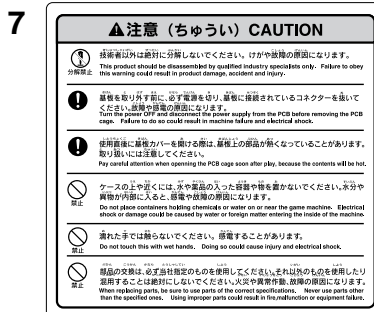 7
⚠注意（ちゅうい）CAUTION
技術者以外は絶対に分解しないでください。けがや故障の原因になります。
This product should be disassembled by qualified industry specialists only. Failure to obey
this warning could result in product damage, accident and injury.
分解禁止
基板を取り外す前に、必ず電源を切り、基板に接続されているコネクターを抜いて
ください。故障や感電の原因になります。
Turn the power OFF and disconnect the power supply from the PCB before removing the PCB
cage. Failure to do so could result in machine failure and electrical shock.
使用直後に基板カバーを開ける際は、基板上の部品が熱くなっていることがあります。
取り扱いには注意してください。
Pay careful attention when opening the PCB cage soon after play, because the contents will be hot.
ケースの上や近くには、水や薬品の入った容器や物を置かないでください。水分や
異物が内部に入ると、感電や故障の原因になります。
禁止
Do not place containers holding chemicals or water on or near the game machine. Electrical
shock or damage could be caused by water or foreign matter entering the inside of the machine.
濡れた手では触らないでください。感電することがあります。
禁止
Do not touch this with wet hands. Doing so could cause injury and electrical shock.
部品の交換は、必ず当社指定のものを使用してください。それ以外のものを使用したり
混用することは絶対にしないでください。火災や異常作動、故障の原因になります。
禁止
When replacing parts, be sure to use parts of the correct specifications. Never use parts other
than the specified ones. Using improper parts could result in fire,malfunction or equipment failure.